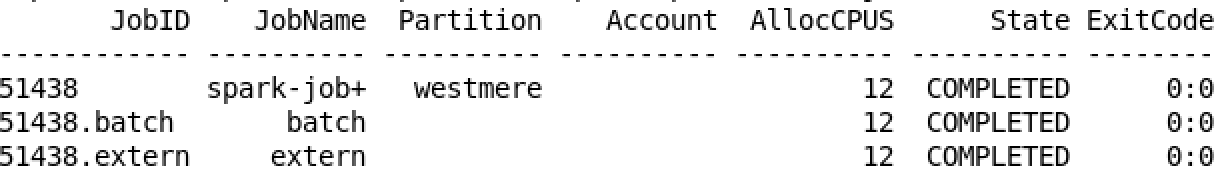 JobID JobName Partition Account AllocCPUS State ExitCode
------------ ---------- ---------- ---------- ---------- ---------- --------
51438 spark-job+ westmere 12 COMPLETED 0:0
51438.batch batch 12 COMPLETED 0:0
51438.extern extern 12 COMPLETED 0:0